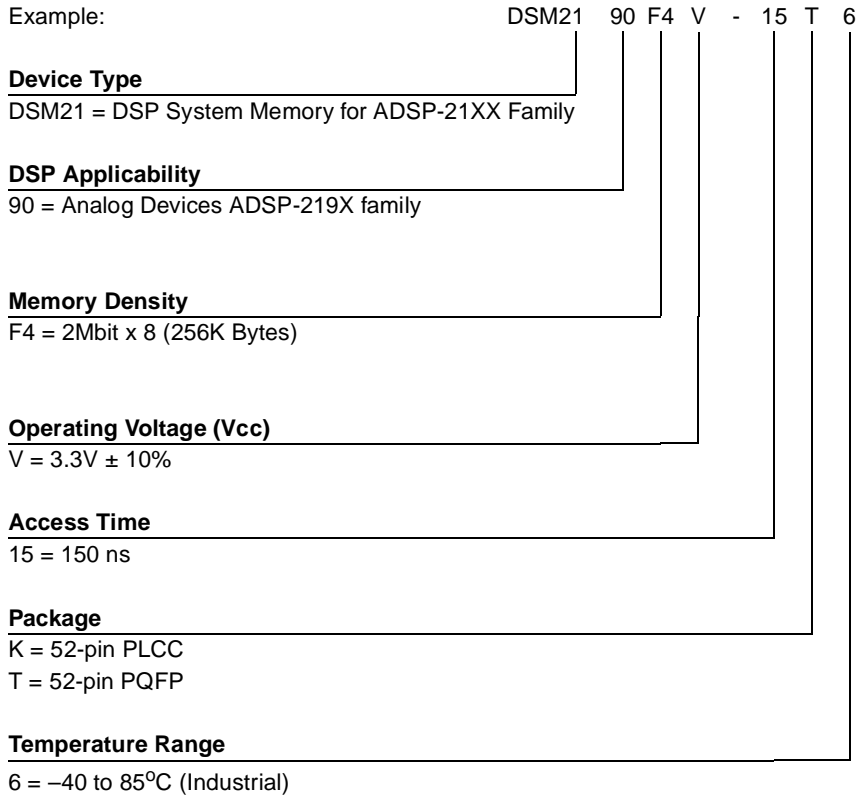 Example: DSM21 90 F4 V - 15 T 6
Device Type
DSM21 = DSP System Memory for ADSP-21XX Family
DSP Applicability
90 = Analog Devices ADSP-219X family
Memory Density
F4 = 2Mbit x 8 (256K Bytes)
Operating Voltage (Vcc)
V = 3.3V ± 10%
Access Time
15 = 150 ns
Package
K = 52-pin PLCC
T = 52-pin PQFP
Temperature Range
6 = –40 to 85oC (Industrial)